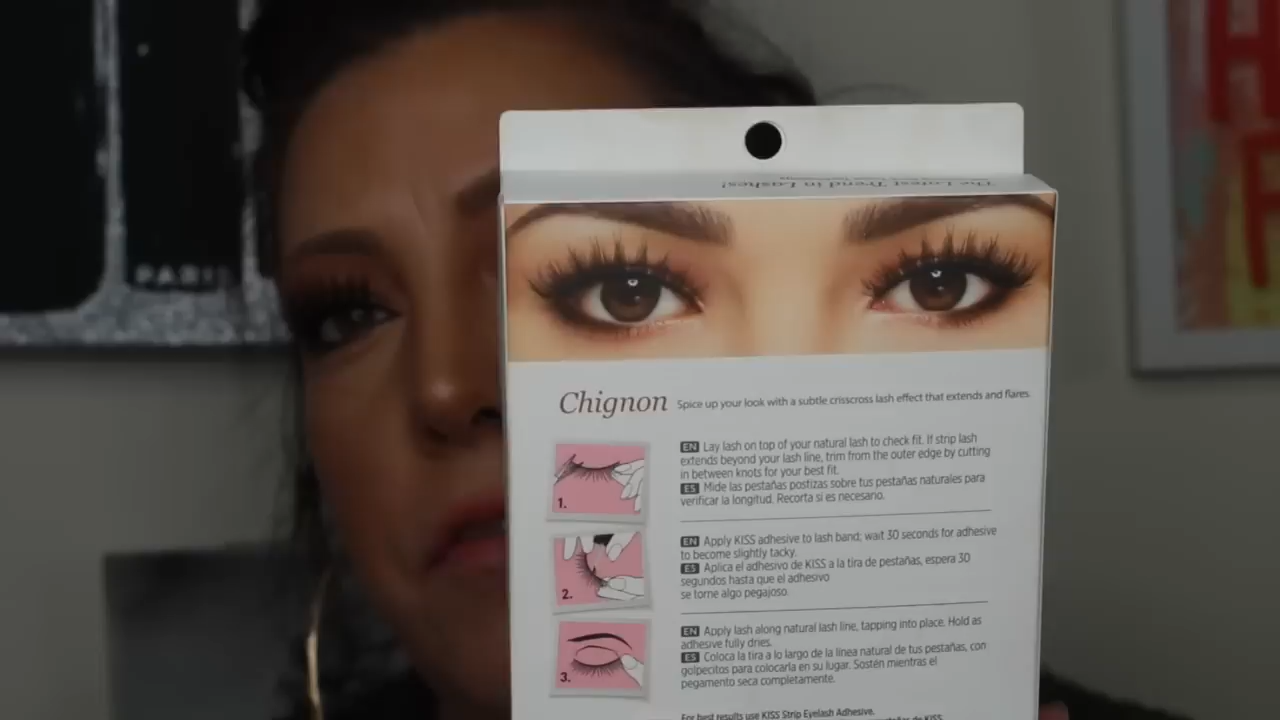 PARIS
The Latest Trend in Lashes!
Chignon Spice up your look with a subtle crisscross lash effect that extends and flares.
1.
EN Lay lash on top of your natural lash to check fit. If strip lash
extends beyond your lash line, trim from the outer edge by cutting
in between knots for your best fit.
ES Mide las pestañas postizas sobre tus pestañas naturales para
verificar la longitud. Recorta si es necesario.
2.
EN Apply KISS adhesive to lash band; wait 30 seconds for adhesive
to become slightly tacky.
ES Aplica el adhesivo de KISS a la tira de pestañas, espera 30
segundos hasta que el adhesivo
se torne algo pegajoso.
3.
EN Apply lash along natural lash line, tapping into place. Hold as
adhesive fully dries.
ES Coloca la tira a lo largo de la línea natural de tus pestañas, con
golpecitos para colocarla en su lugar. Sostén mientras el
pegamento seca completamente.
For best results use KISS Strip Eyelash Adhesive.